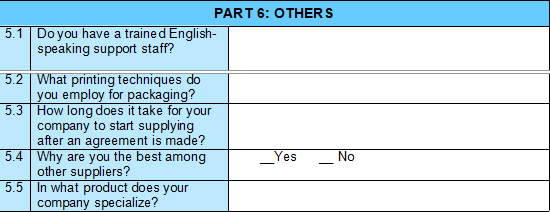 PART 6: OTHERS
5.1 Do you have a trained English-
speaking support staff?
5.2 What printing techniques do
you employ for packaging?
5.3 How long does it take for your
company to start supplying
after an agreement is made?
5.4 Why are you the best among __Yes __ No
other suppliers?
5.5 In what product does your
company specialize?